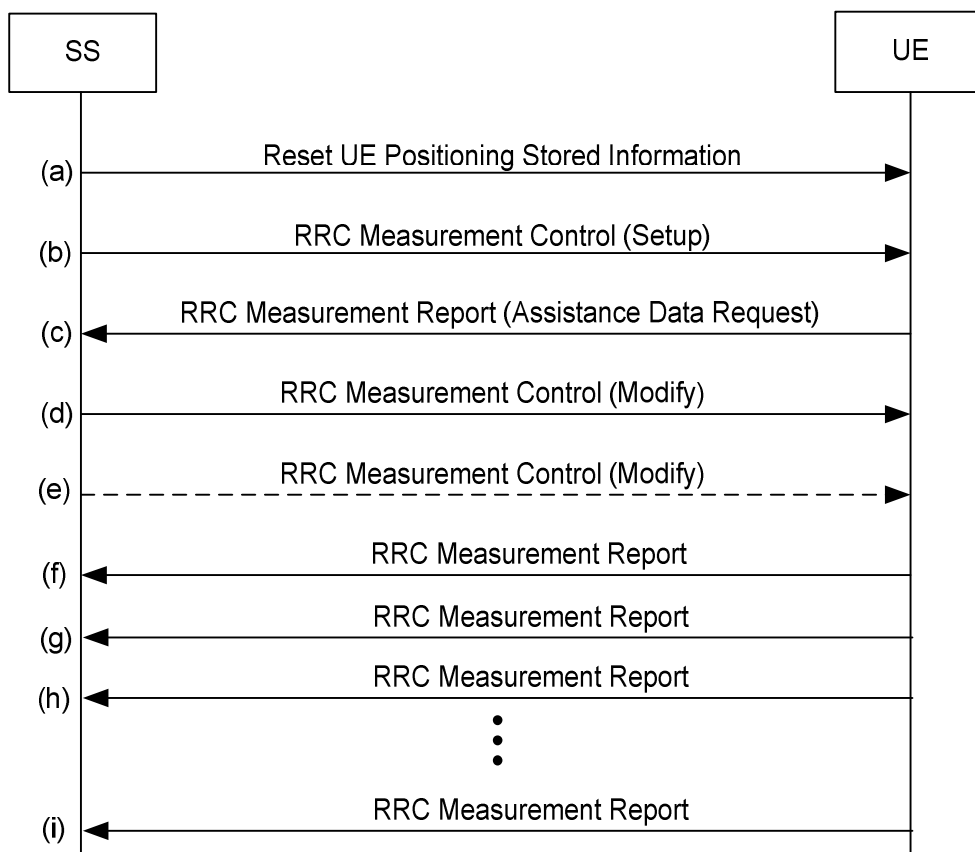 SS
UE
(a) Reset UE Positioning Stored Information
(b) RRC Measurement Control (Setup)
(c) RRC Measurement Report (Assistance Data Request)
(d) RRC Measurement Control (Modify)
(e) RRC Measurement Control (Modify)
(f) RRC Measurement Report
(g) RRC Measurement Report
(h) RRC Measurement Report
(i) RRC Measurement Report